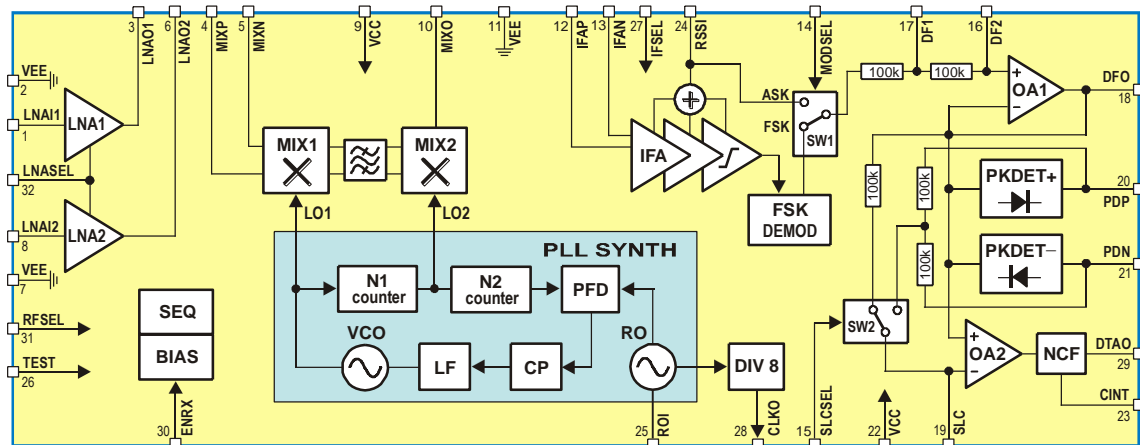 3 LNAO1
6 LNAO2
4 MIXP
5 MIXN
9 VCC
10 MIXO
11 VEE
12 IFAP
13 IFAN
27 IFSEL
24 RSSI
14 MODSEL
17 DF1
16 DF2
VEE
2
LNAI1
1
LNASEL
32
LNAI2
8
VEE
7
RFSEL
31
TEST
26
LNA1
LNA2
MIX1
MIX2
LO1
LO2
IFA
ASK
FSK
SW1
FSK
DEMOD
100k
100k
+
−
OA1
DFO
18
100k
100k
100k
PKDET+
20
PDP
PKDET−
PDN
21
SW2
+
−
OA2
NCF
DTAO
29
CINT
23
PLL SYNTH
N1
counter
N2
counter
PFD
VCO
LF
CP
RO
DIV 8
SEQ
BIAS
30 ENRX
25 ROI
28 CLKO
15 SLCSEL
22 VCC
19 SLC